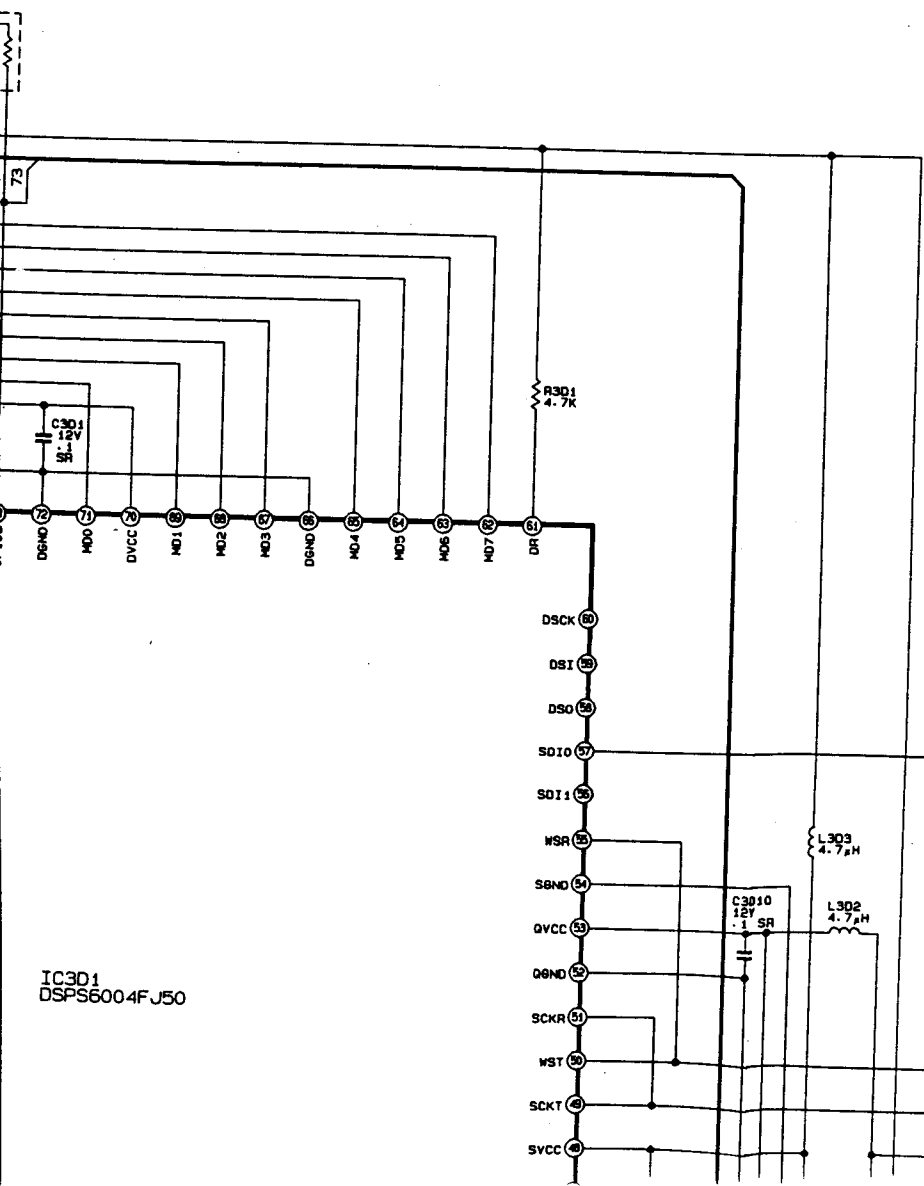 73
R3D1
4.7K
C3D1
12V
.1
SR
72
71
70
69
68
67
66
65
64
63
62
61
DGND
MD0
DVCC
MD1
MD2
MD3
DGND
MD4
MD5
MD6
MD7
DR
DSCK 60
DSI 59
DSO 58
SDI0 57
SDI1 56
WSR 55
L3D3
4.7µH
SGND 54
C3D10
12V
.1 SR
L3D2
4.7µH
QVCC 53
QGND 52
IC3D1
DSPS6004FJ50
SCKR 51
WST 50
SCKT 49
SVCC 48